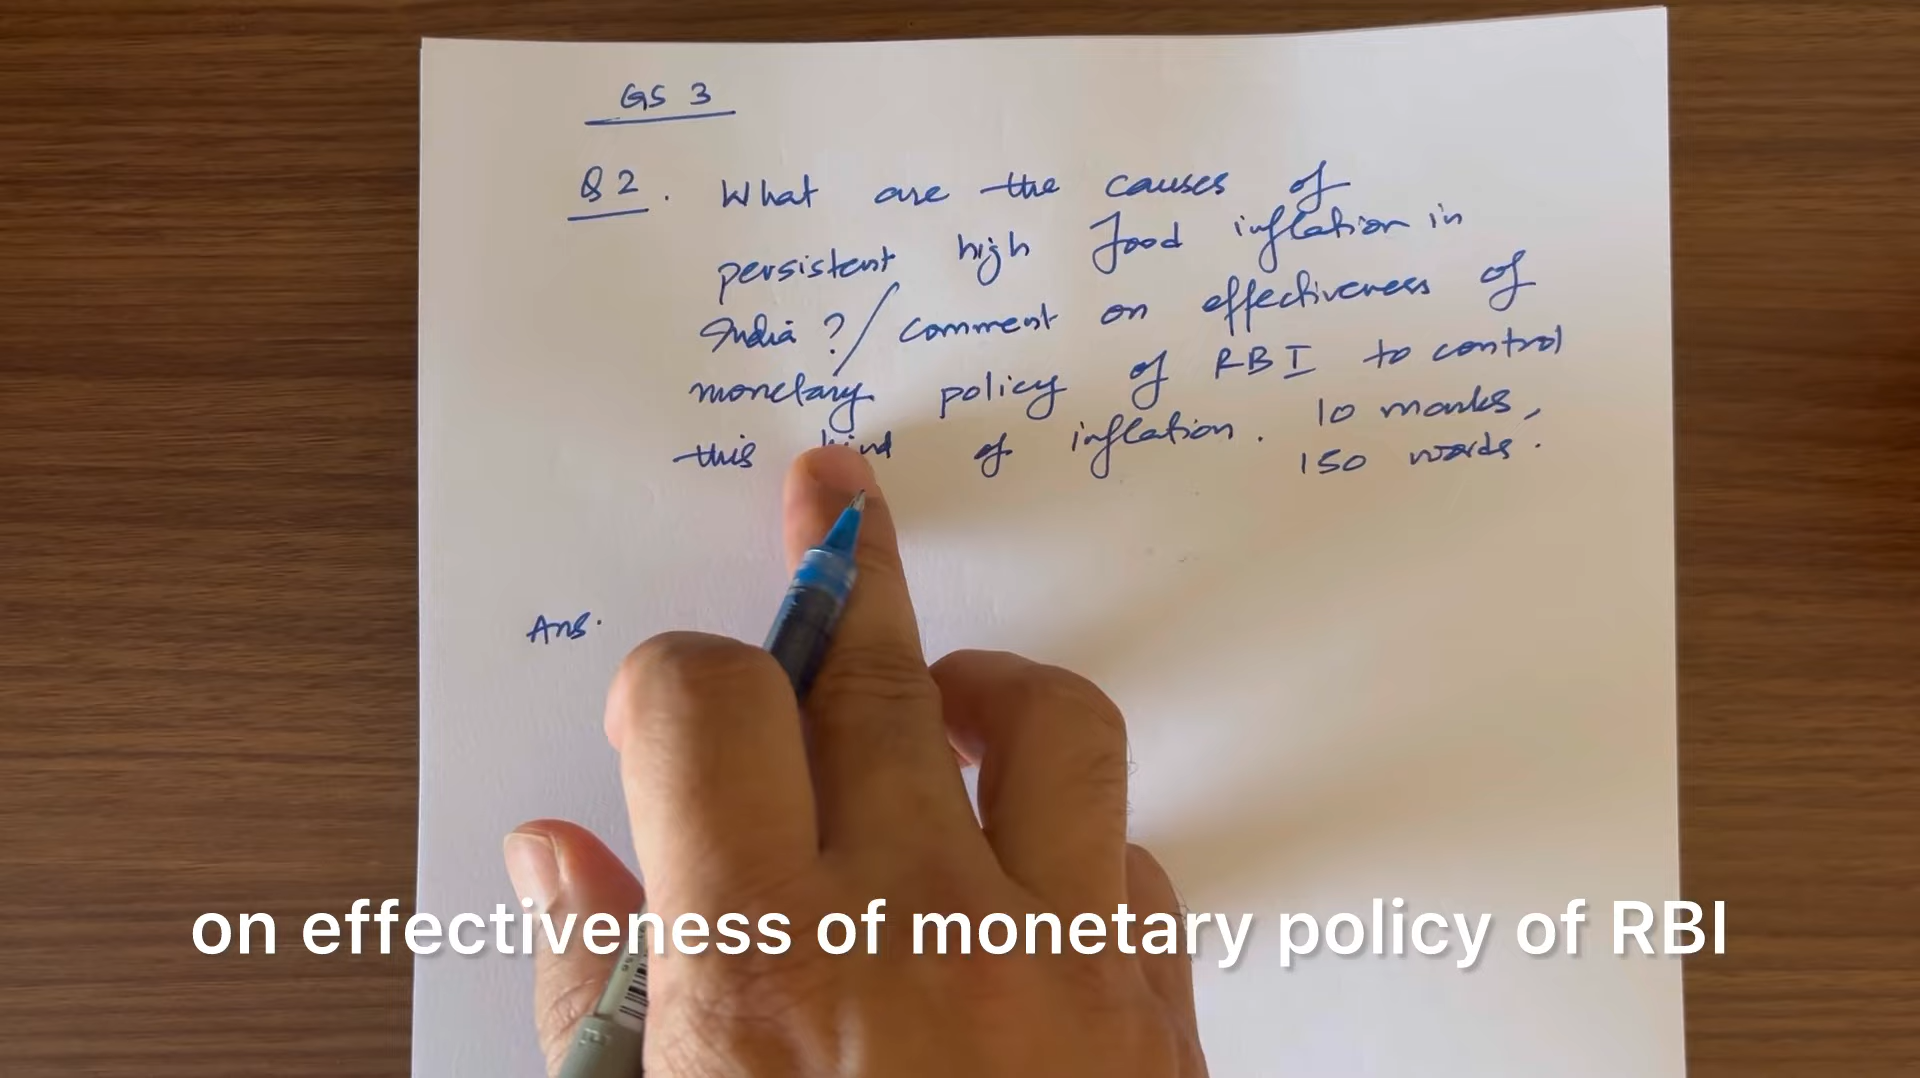 GS 3
Q2. What are the causes of
persistent high food inflation in
India? / comment on effectiveness of
monetary policy of RBI to control
this kind of inflation. 10 marks,
150 words.
Ans.
on effectiveness of monetary policy of RBI